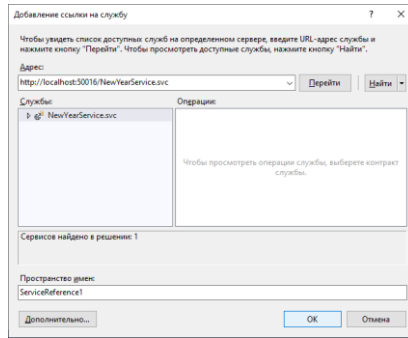 Добавление ссылки на службу
? ×
Чтобы увидеть список доступных служб на определенном сервере, введите URL-адрес службы и
нажмите кнопку "Перейти". Чтобы просмотреть доступные службы, нажмите кнопку "Найти".
Адрес:
http://localhost:50016/NewYearService.svc
Перейти
Найти
Службы:
Операции:
NewYearService.svc
Чтобы просмотреть операции службы, выберете контракт
службы.
Сервисов найдено в решении: 1
Пространство имен:
ServiceReference1
Дополнительно...
OK
Отмена